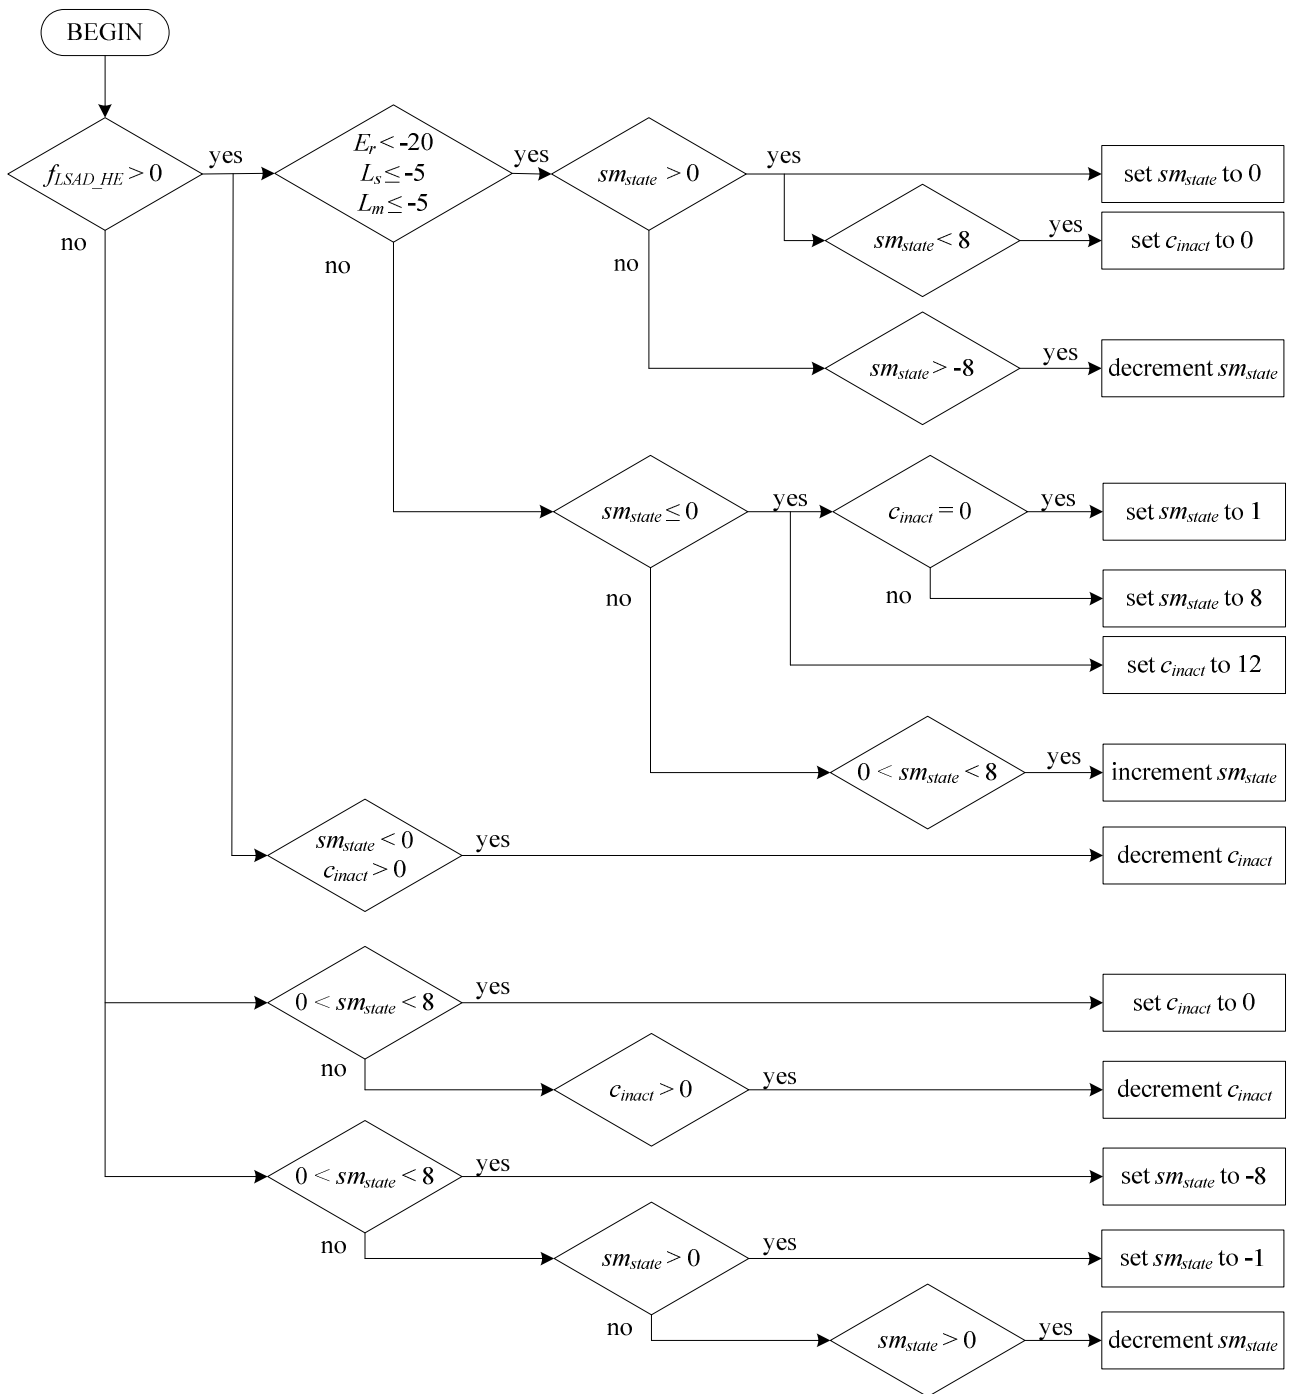 BEGIN
f_LSAD_HE > 0
yes
no
E_r < -20
L_s ≤ -5
L_m ≤ -5
yes
no
sm_state > 0
yes
no
set sm_state to 0
sm_state < 8
yes
set c_inact to 0
sm_state > -8
yes
decrement sm_state
sm_state ≤ 0
yes
no
c_inact = 0
yes
set sm_state to 1
no
set sm_state to 8
set c_inact to 12
0 < sm_state < 8
yes
increment sm_state
sm_state < 0
c_inact > 0
yes
decrement c_inact
0 < sm_state < 8
yes
set c_inact to 0
no
c_inact > 0
yes
decrement c_inact
0 < sm_state < 8
yes
set sm_state to -8
no
sm_state > 0
yes
set sm_state to -1
no
sm_state > 0
yes
decrement sm_state